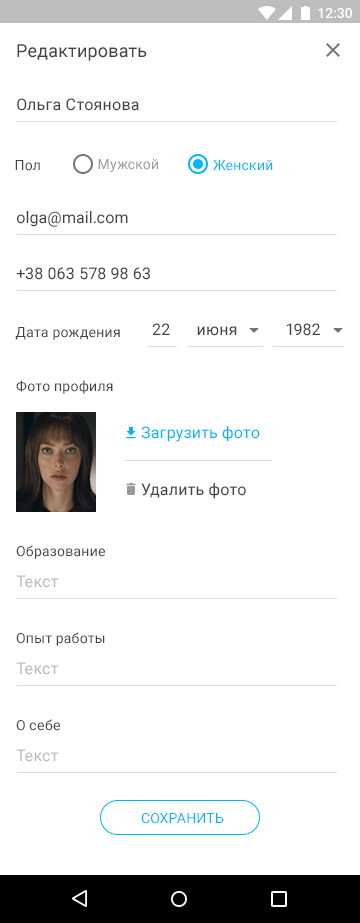 12:30
Редактировать
Ольга Стоянова
Пол Мужской Женский
olga@mail.com
+38 063 578 98 63
Дата рождения 22 июня 1982
Фото профиля
Загрузить фото
Удалить фото
Образование
Текст
Опыт работы
Текст
О себе
Текст
СОХРАНИТЬ